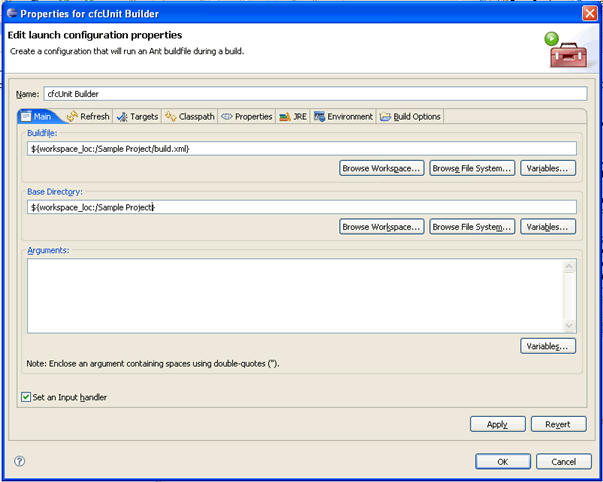 Properties for cfcUnit Builder
Edit launch configuration properties
Create a configuration that will run an Ant buildfile during a build.
Name: cfcUnit Builder
Main Refresh Targets Classpath Properties JRE Environment Build Options
Buildfile:
${workspace_loc:/Sample Project/build.xml}
Browse Workspace... Browse File System... Variables...
Base Directory:
${workspace_loc:/Sample Project}
Browse Workspace... Browse File System... Variables...
Arguments:
Variables...
Note: Enclose an argument containing spaces using double-quotes (").
Set an Input handler
Apply Revert
OK Cancel